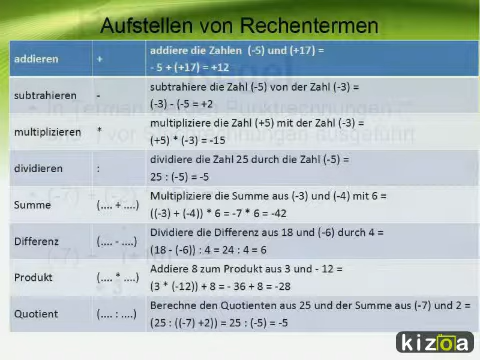 Aufstellen von Rechentermen
addieren + addiere die Zahlen (-5) und (+17) =
- 5 + (+17) = +12
subtrahieren - subtrahiere die Zahl (-5) von der Zahl (-3) =
(-3) - (-5 = +2
multiplizieren * multipliziere die Zahl (+5) mit der Zahl (-3) =
(+5) * (-3) = -15
dividieren : dividiere die Zahl 25 durch die Zahl (-5) =
25 : (-5) = -5
Summe (.... + ....) Multipliziere die Summe aus (-3) und (-4) mit 6 =
((-3) + (-4)) * 6 = -7 * 6 = -42
Differenz (.... - ....) Dividiere die Differenz aus 18 und (-6) durch 4 =
(18 - (-6)) : 4 = 24 : 4 = 6
Produkt (.... * ....) Addiere 8 zum Produkt aus 3 und - 12 =
(3 * (-12)) + 8 = - 36 + 8 = -28
Quotient (.... : ....) Berechne den Quotienten aus 25 und der Summe aus (-7) und 2 =
(25 : ((-7) +2)) = 25 : (-5) = -5
kizoa